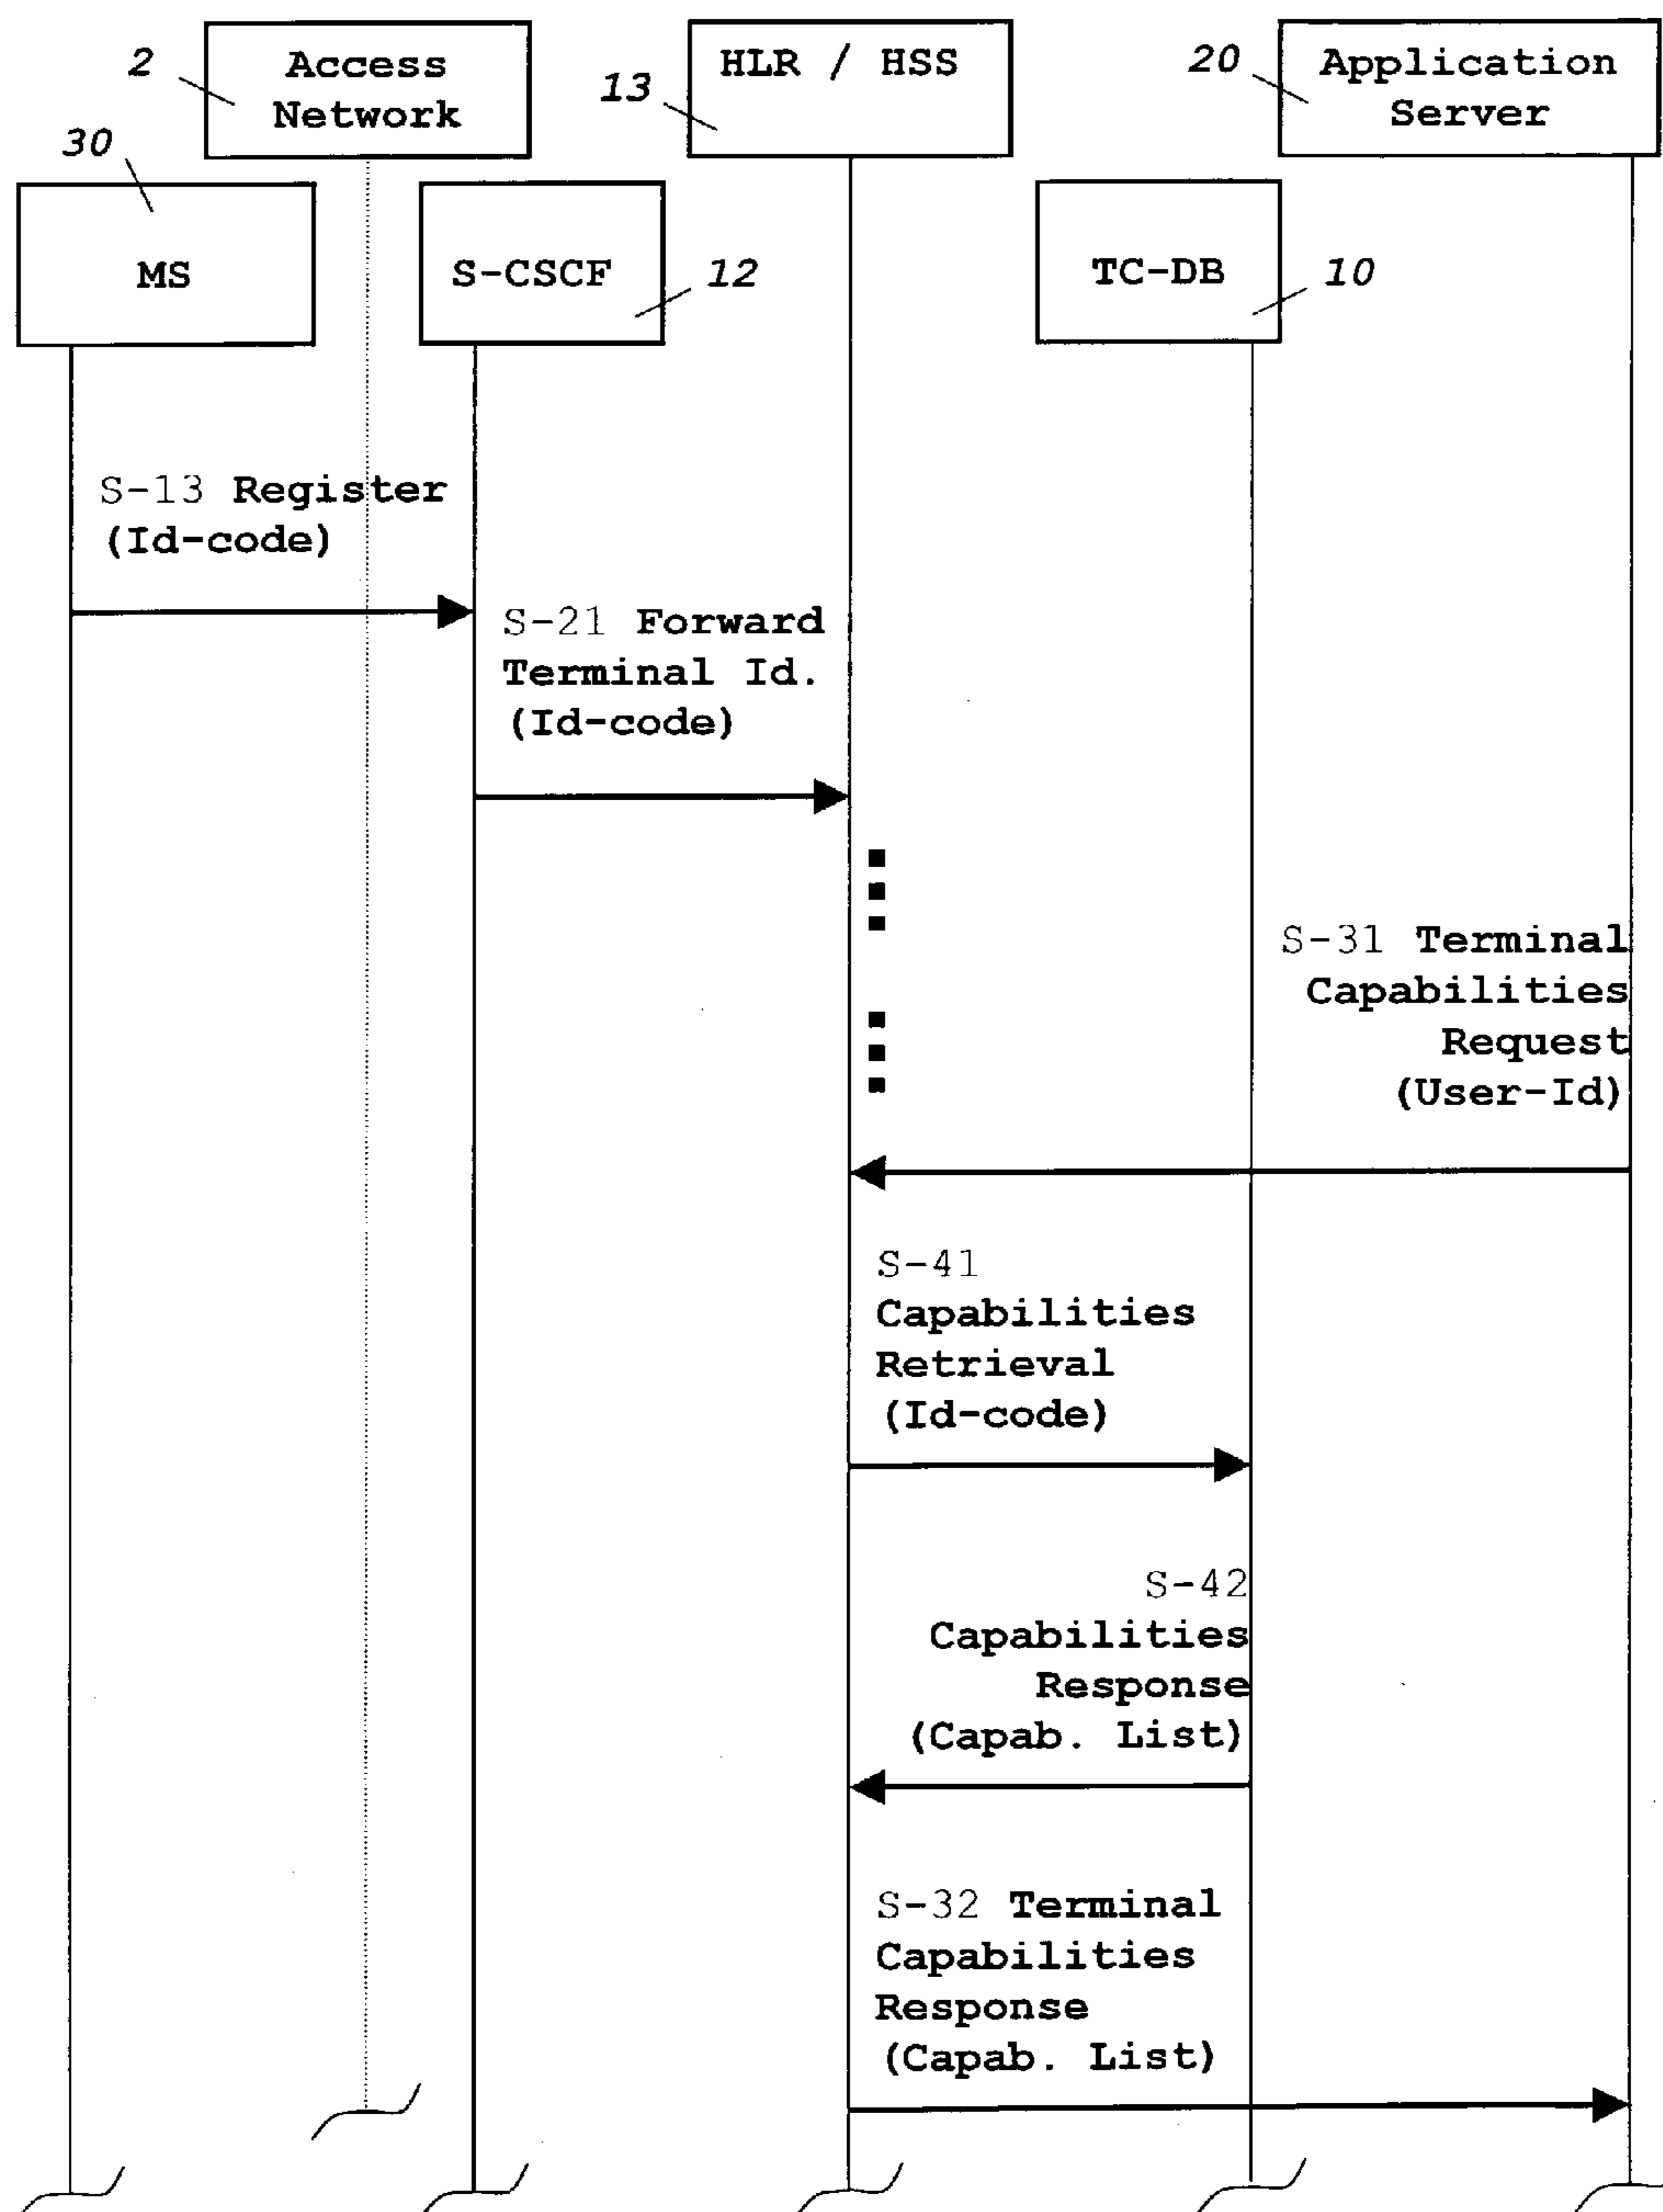 2
Access
Network
13
HLR / HSS
20
Application
Server
30
MS
S-CSCF
12
TC-DB
10
S-13 Register
(Id-code)
S-21 Forward
Terminal Id.
(Id-code)
S-31 Terminal
Capabilities
Request
(User-Id)
S-41
Capabilities
Retrieval
(Id-code)
S-42
Capabilities
Response
(Capab. List)
S-32 Terminal
Capabilities
Response
(Capab. List)